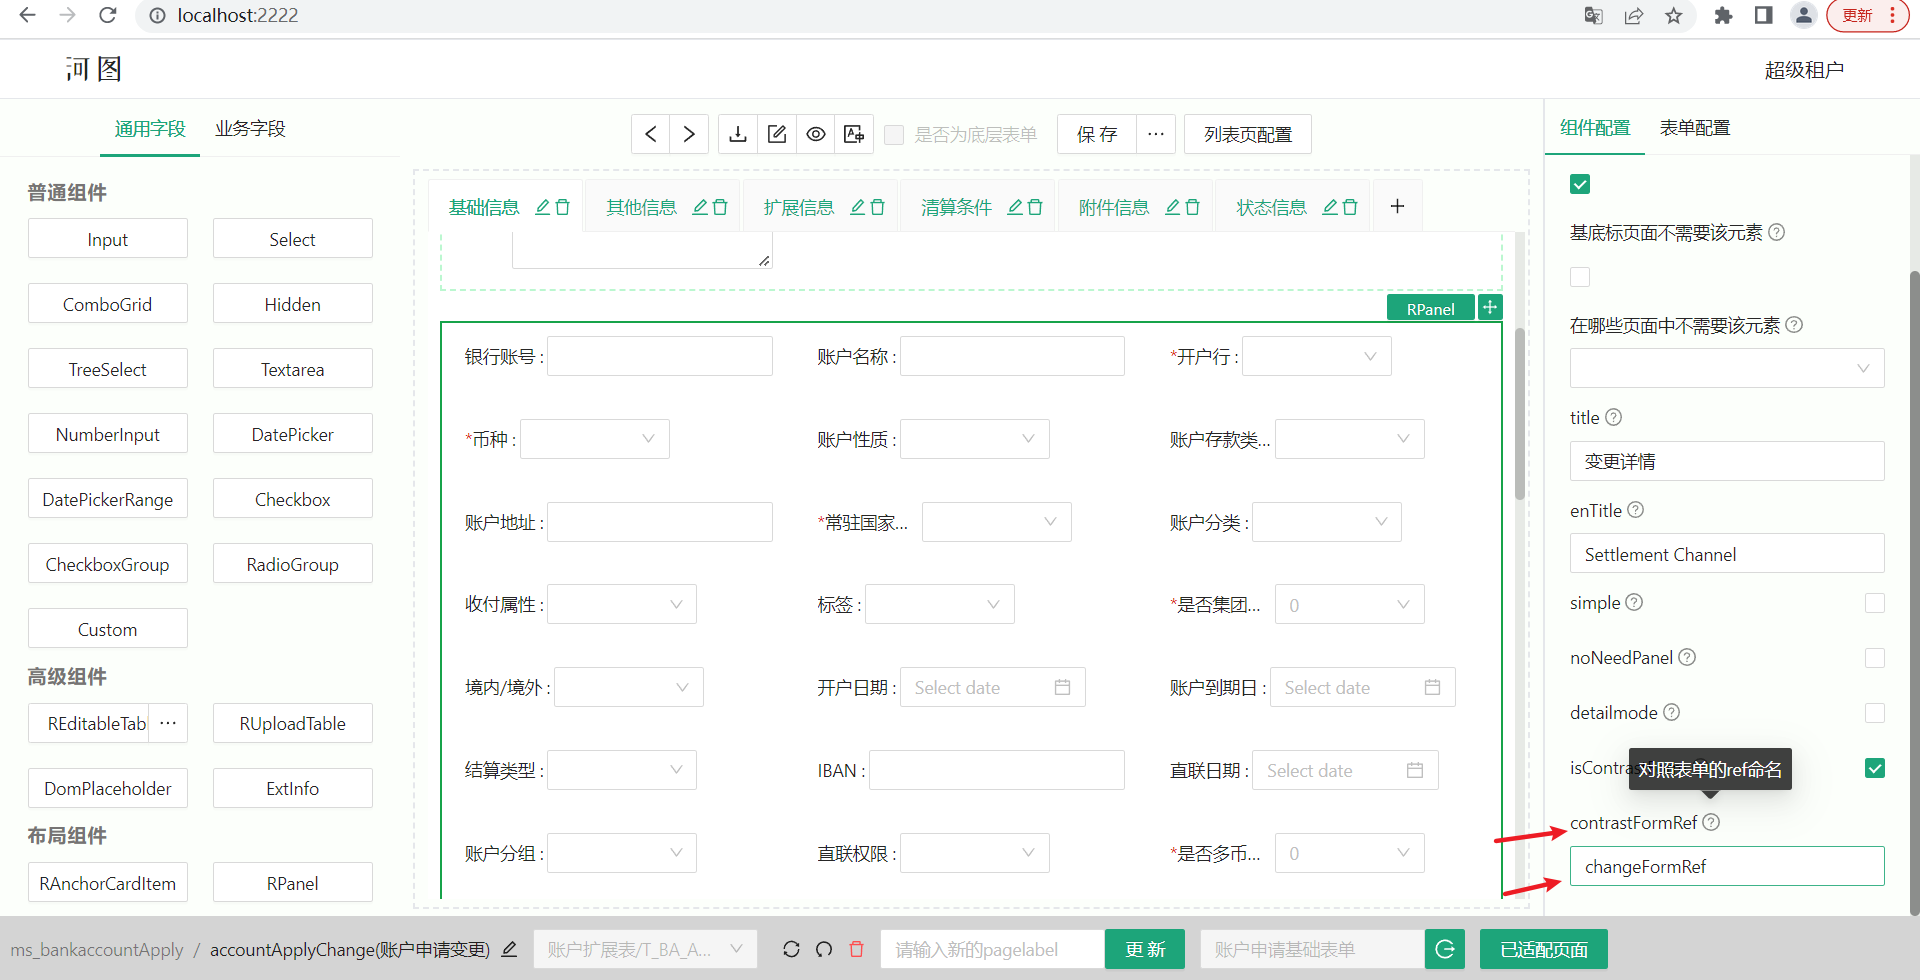 localhost:2222
更新
河图
超级租户
通用字段
业务字段
是否为底层表单
保 存
列表页配置
组件配置
表单配置
普通组件
Input
Select
ComboGrid
Hidden
TreeSelect
Textarea
NumberInput
DatePicker
DatePickerRange
Checkbox
CheckboxGroup
RadioGroup
Custom
高级组件
REditableTab
···
RUploadTable
DomPlaceholder
ExtInfo
布局组件
RAnchorCardItem
RPanel
基础信息
其他信息
扩展信息
清算条件
附件信息
状态信息
RPanel
银行账号 :
账户名称 :
*开户行 :
*币种 :
账户性质 :
账户存款类...
账户地址 :
*常驻国家...
账户分类 :
收付属性 :
标签 :
*是否集团...
0
境内/境外 :
开户日期 :
Select date
账户到期日 :
Select date
结算类型 :
IBAN :
直联日期 :
Select date
账户分组 :
直联权限 :
*是否多币...
0
基底标页面不需要该元素
在哪些页面中不需要该元素
title
变更详情
enTitle
Settlement Channel
simple
noNeedPanel
detailmode
isContras
对照表单的ref命名
contrastFormRef
changeFormRef
ms_bankaccountApply / accountApplyChange(账户申请变更)
账户扩展表/T_BA_A...
请输入新的pagelabel
更 新
账户申请基础表单
已适配页面